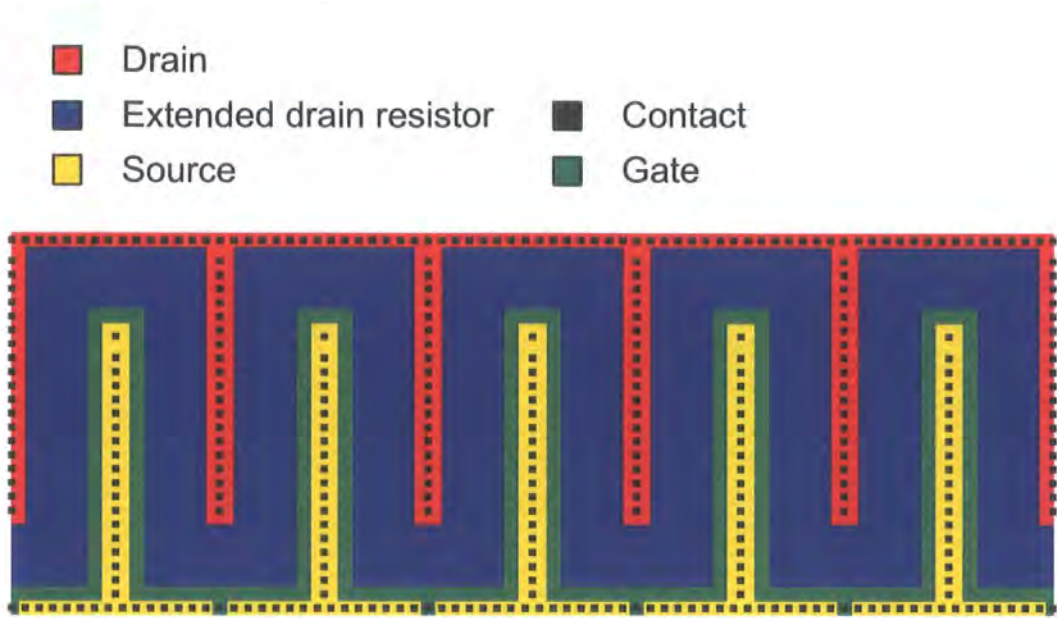 Drain
Extended drain resistor
Contact
Source
Gate